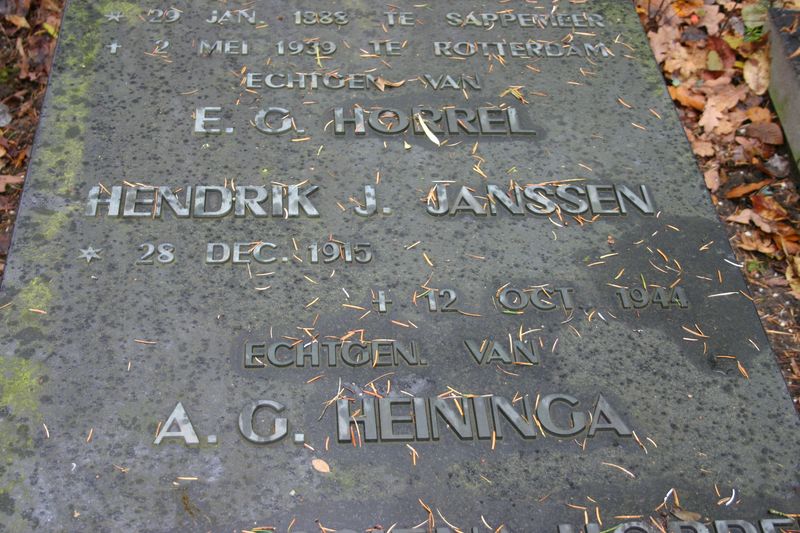 * 29 JAN. 1888 TE SAPPEMEER
+ 2 MEI 1939 TE ROTTERDAM
ECHTGEN. VAN
E. G. HORREL
HENDRIK J. JANSSEN
* 28 DEC. 1915
+ 12 OCT. 1944
ECHTGEN. VAN
A. G. HEININGA